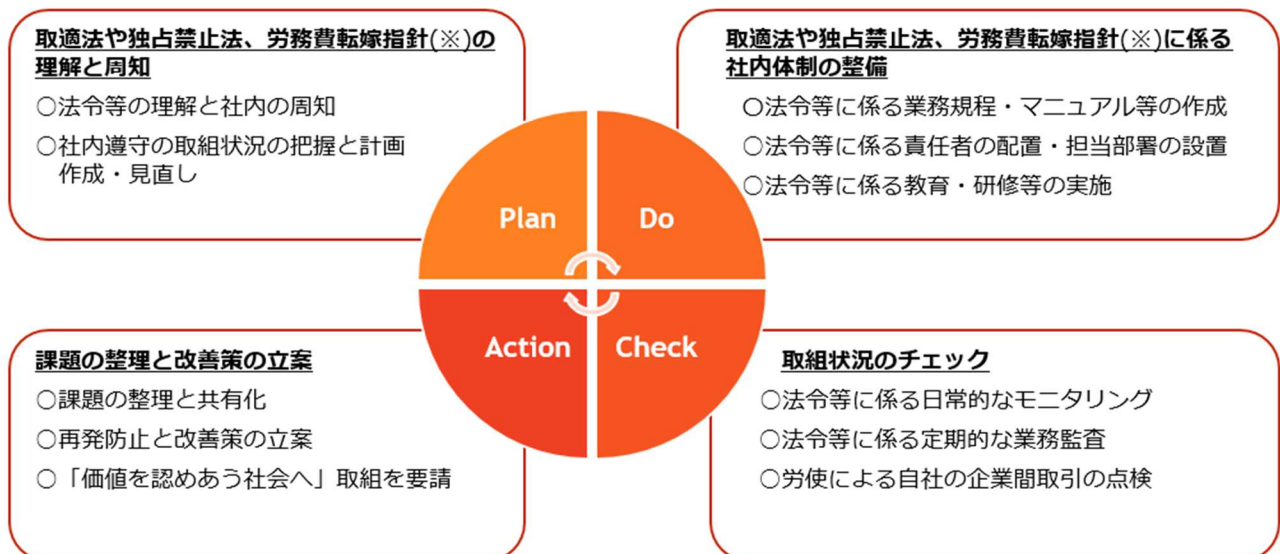 取適法や独占禁止法、労務費転嫁指針(※)の
理解と周知
○法令等の理解と社内の周知
○社内遵守の取組状況の把握と計画
作成・見直し
取適法や独占禁止法、労務費転嫁指針(※)に係る
社内体制の整備
○法令等に係る業務規程・マニュアル等の作成
○法令等に係る責任者の配置・担当部署の設置
○法令等に係る教育・研修等の実施
Plan
Do
Action
Check
課題の整理と改善策の立案
○課題の整理と共有化
○再発防止と改善策の立案
○「価値を認めあう社会へ」取組を要請
取組状況のチェック
○法令等に係る日常的なモニタリング
○法令等に係る定期的な業務監査
○労使による自社の企業間取引の点検